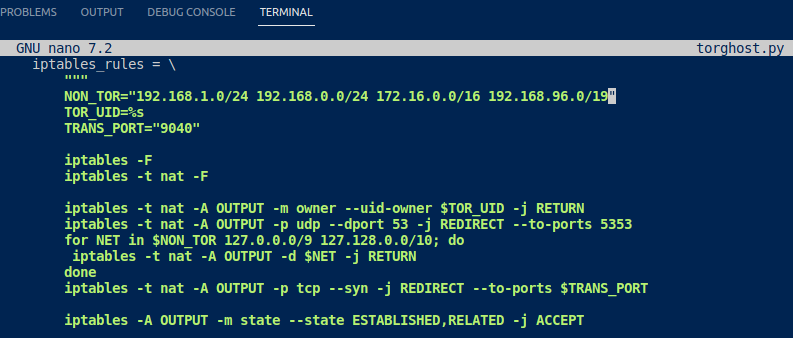 PROBLEMS OUTPUT DEBUG CONSOLE TERMINAL
GNU nano 7.2 torghost.py
iptables_rules = \
"""
NON_TOR="192.168.1.0/24 192.168.0.0/24 172.16.0.0/16 192.168.96.0/19"
TOR_UID=%s
TRANS_PORT="9040"
iptables -F
iptables -t nat -F
iptables -t nat -A OUTPUT -m owner --uid-owner $TOR_UID -j RETURN
iptables -t nat -A OUTPUT -p udp --dport 53 -j REDIRECT --to-ports 5353
for NET in $NON_TOR 127.0.0.0/9 127.128.0.0/10; do
iptables -t nat -A OUTPUT -d $NET -j RETURN
done
iptables -t nat -A OUTPUT -p tcp --syn -j REDIRECT --to-ports $TRANS_PORT
iptables -A OUTPUT -m state --state ESTABLISHED,RELATED -j ACCEPT